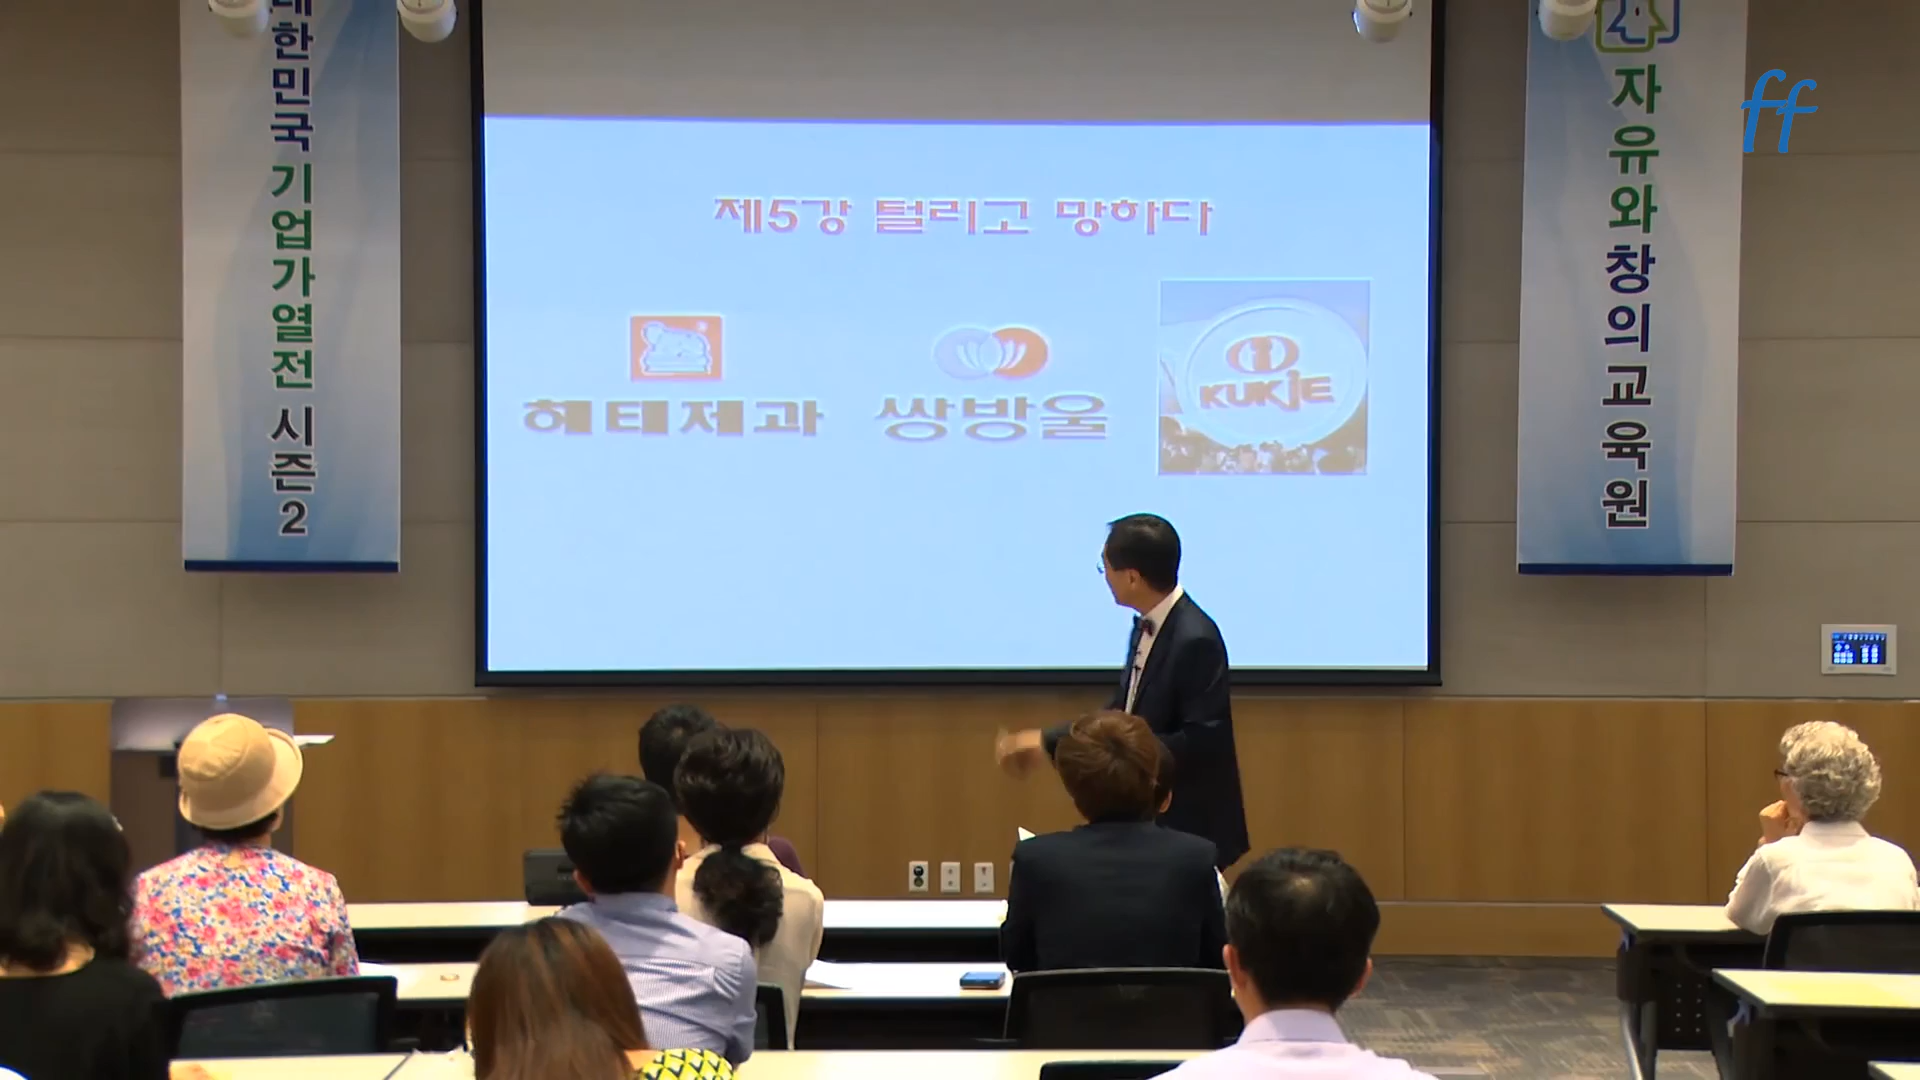 대한민국 기업가열전 시즌2
제5강 털리고 망하다
해태제과
쌍방울
KUKJE
자유와창의교육원
ff